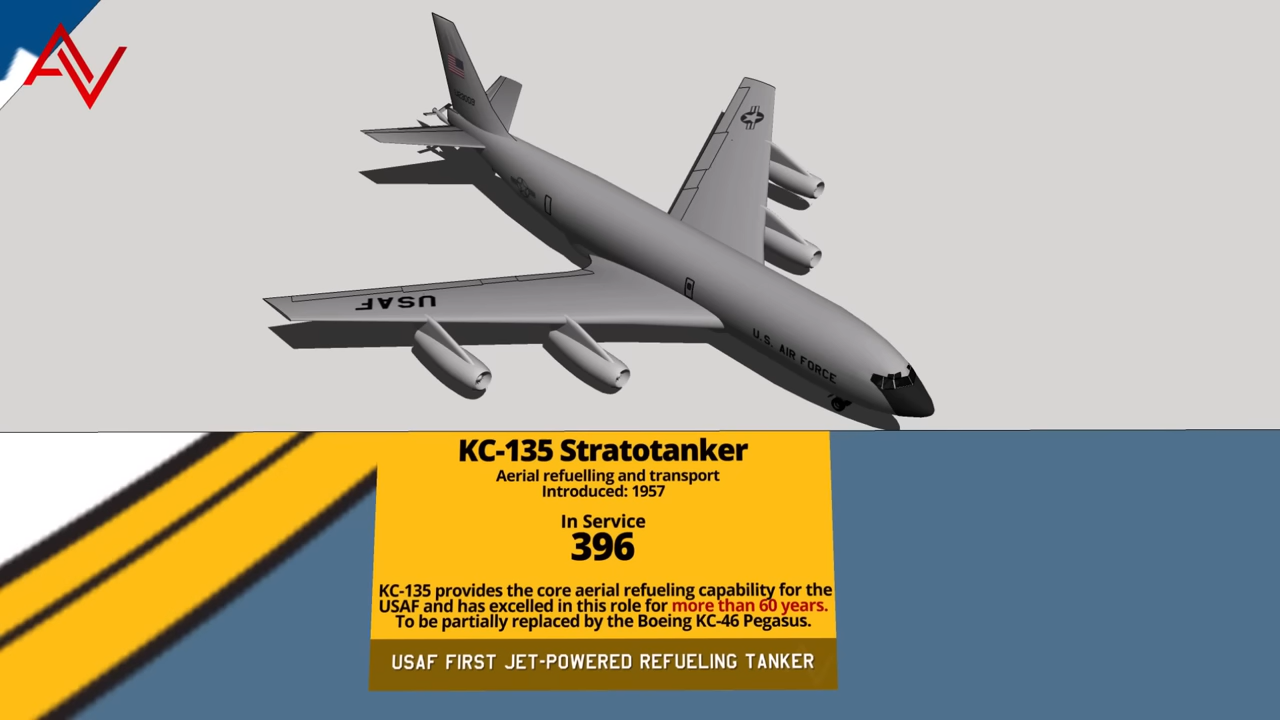 AV
USAF
U.S. AIR FORCE
KC-135 Stratotanker
Aerial refuelling and transport
Introduced: 1957
In Service
396
KC-135 provides the core aerial refueling capability for the
USAF and has excelled in this role for more than 60 years.
To be partially replaced by the Boeing KC-46 Pegasus.
USAF FIRST JET-POWERED REFUELING TANKER